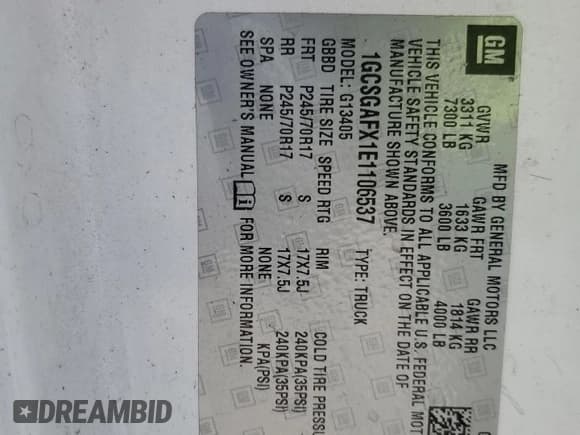 GM
MFD BY GENERAL MOTORS LLC
GVWR GAWR FRT GAWR RR
3311 KG 1633 KG 1814 KG
7300 LB 3600 LB 4000 LB
THIS VEHICLE CONFORMS TO ALL APPLICABLE U.S. FEDERAL MOT
VEHICLE SAFETY STANDARDS IN EFFECT ON THE DATE OF
MANUFACTURE SHOWN ABOVE.
1GCSGAFX1E1106537 TYPE: TRUCK
MODEL: G13405
GBBD TIRE SIZE SPEED RTG RIM COLD TIRE PRESSU
FRT P245/70R17 S 17X7.5J 240KPA(35PSI)
RR P245/70R17 S 17X7.5J 240KPA(35PSI)
SPA NONE NONE KPA(PSI)
SEE OWNER'S MANUAL i FOR MORE INFORMATION.
DREAMBID